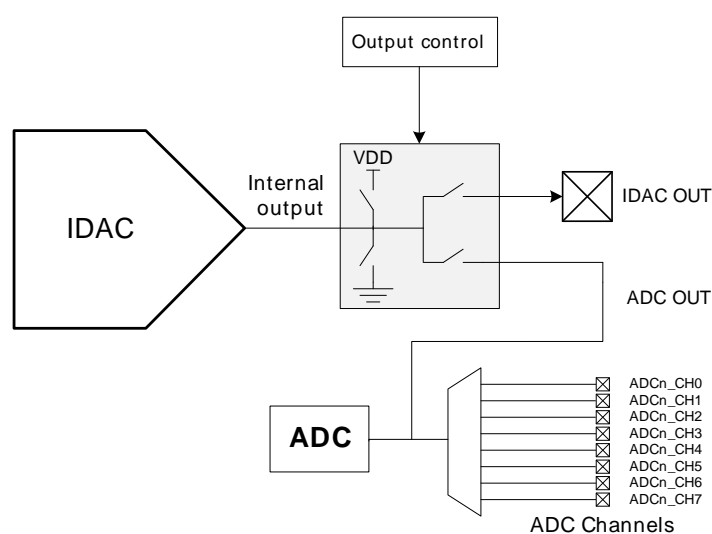 Output control
VDD
Internal
output
IDAC
IDAC OUT
ADC OUT
ADC
ADCn_CH0
ADCn_CH1
ADCn_CH2
ADCn_CH3
ADCn_CH4
ADCn_CH5
ADCn_CH6
ADCn_CH7
ADC Channels